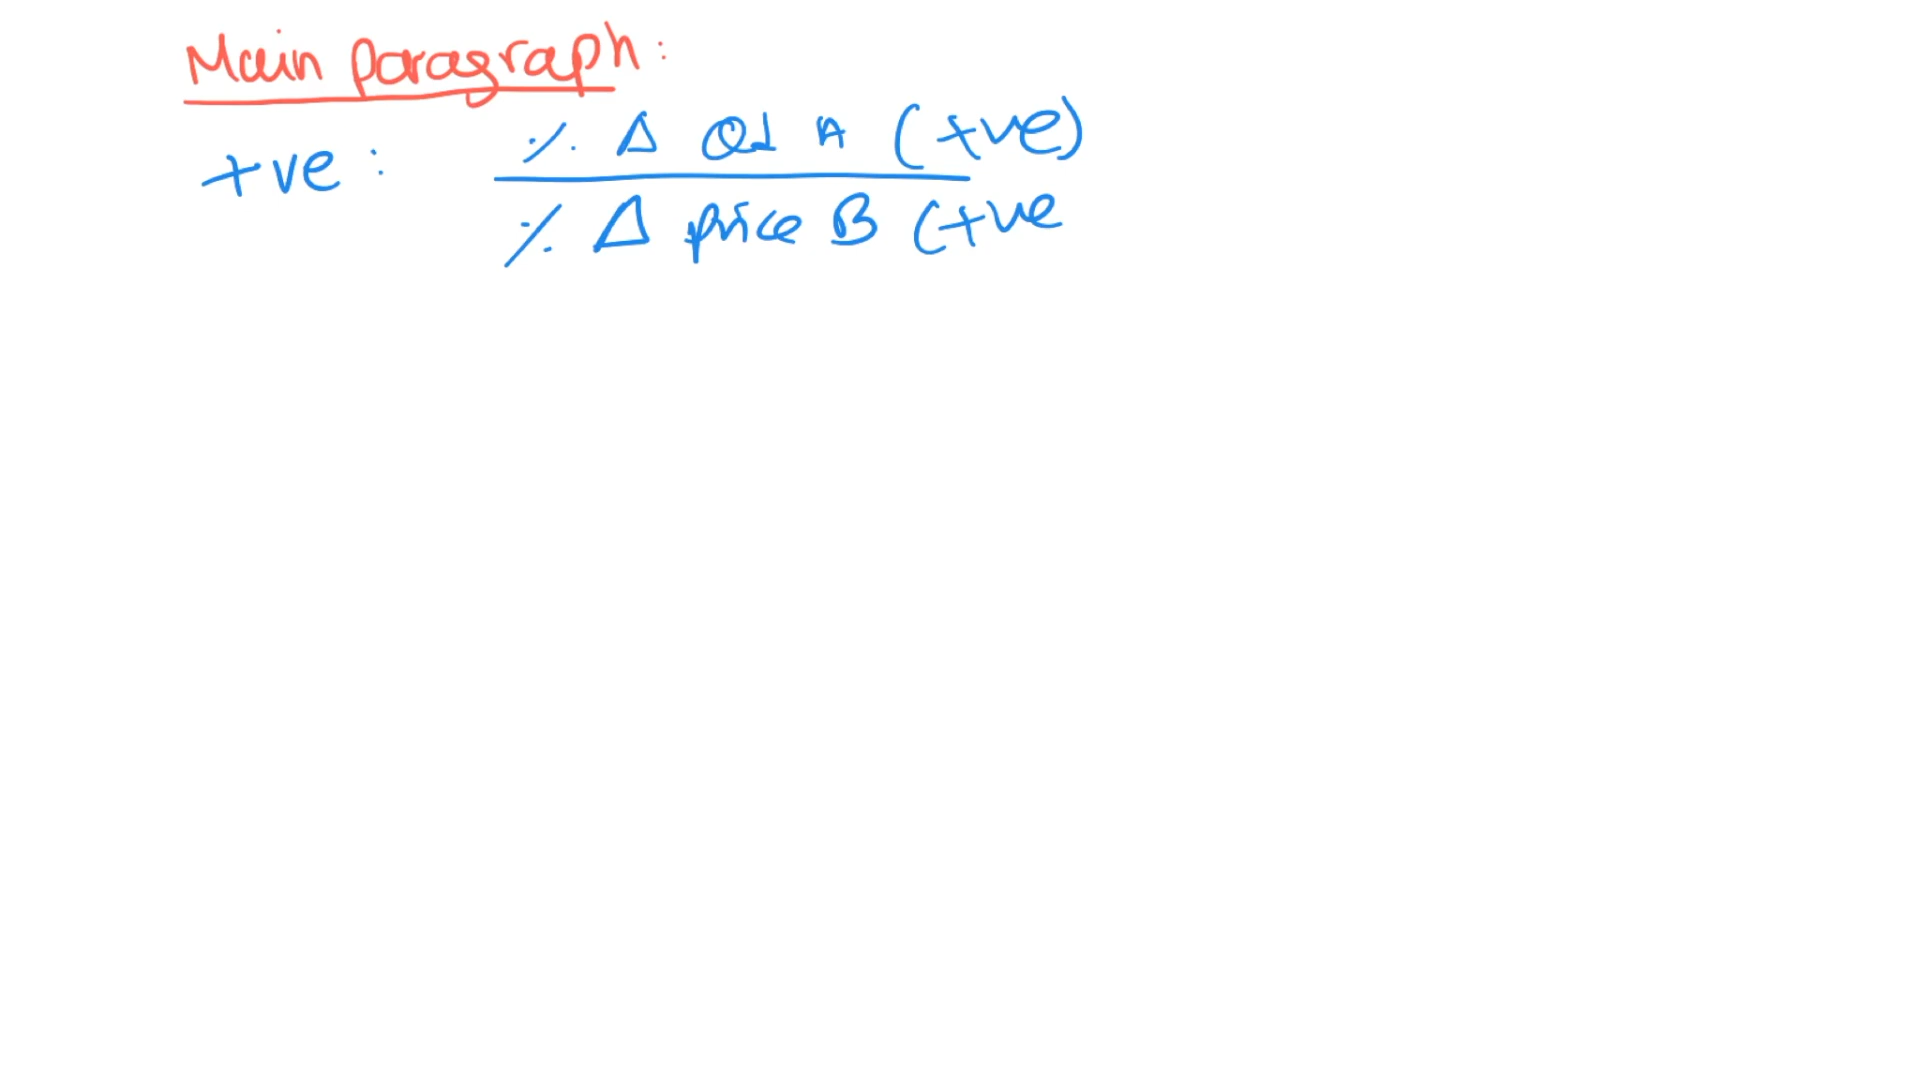 Main paragraph:
+ve: % Δ Qd A (+ve)
% Δ price B (+ve